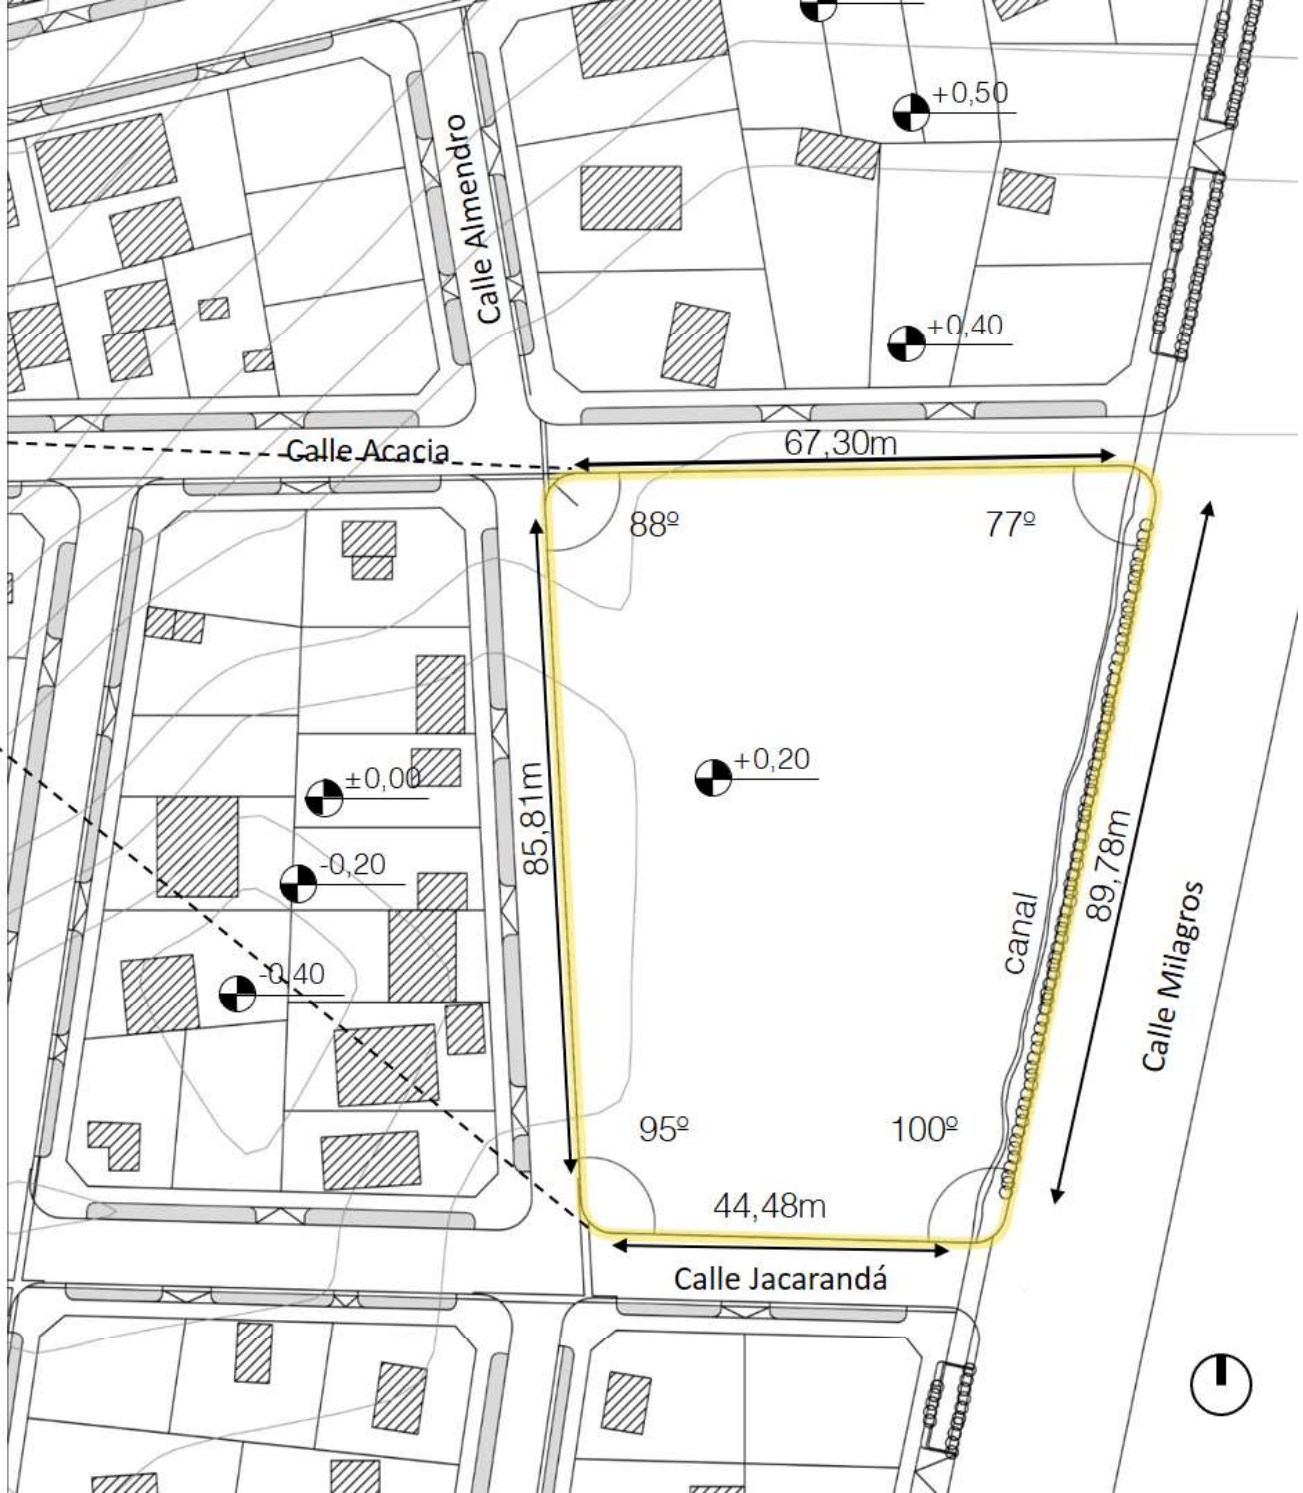 +0,50
Calle Almendro
+0,40
Calle Acacia
67,30m
88º
77º
+0,20
±0,00
85,81m
-0,20
89,78m
canal
Calle Milagros
-0,40
95º
100º
44,48m
Calle Jacarandá